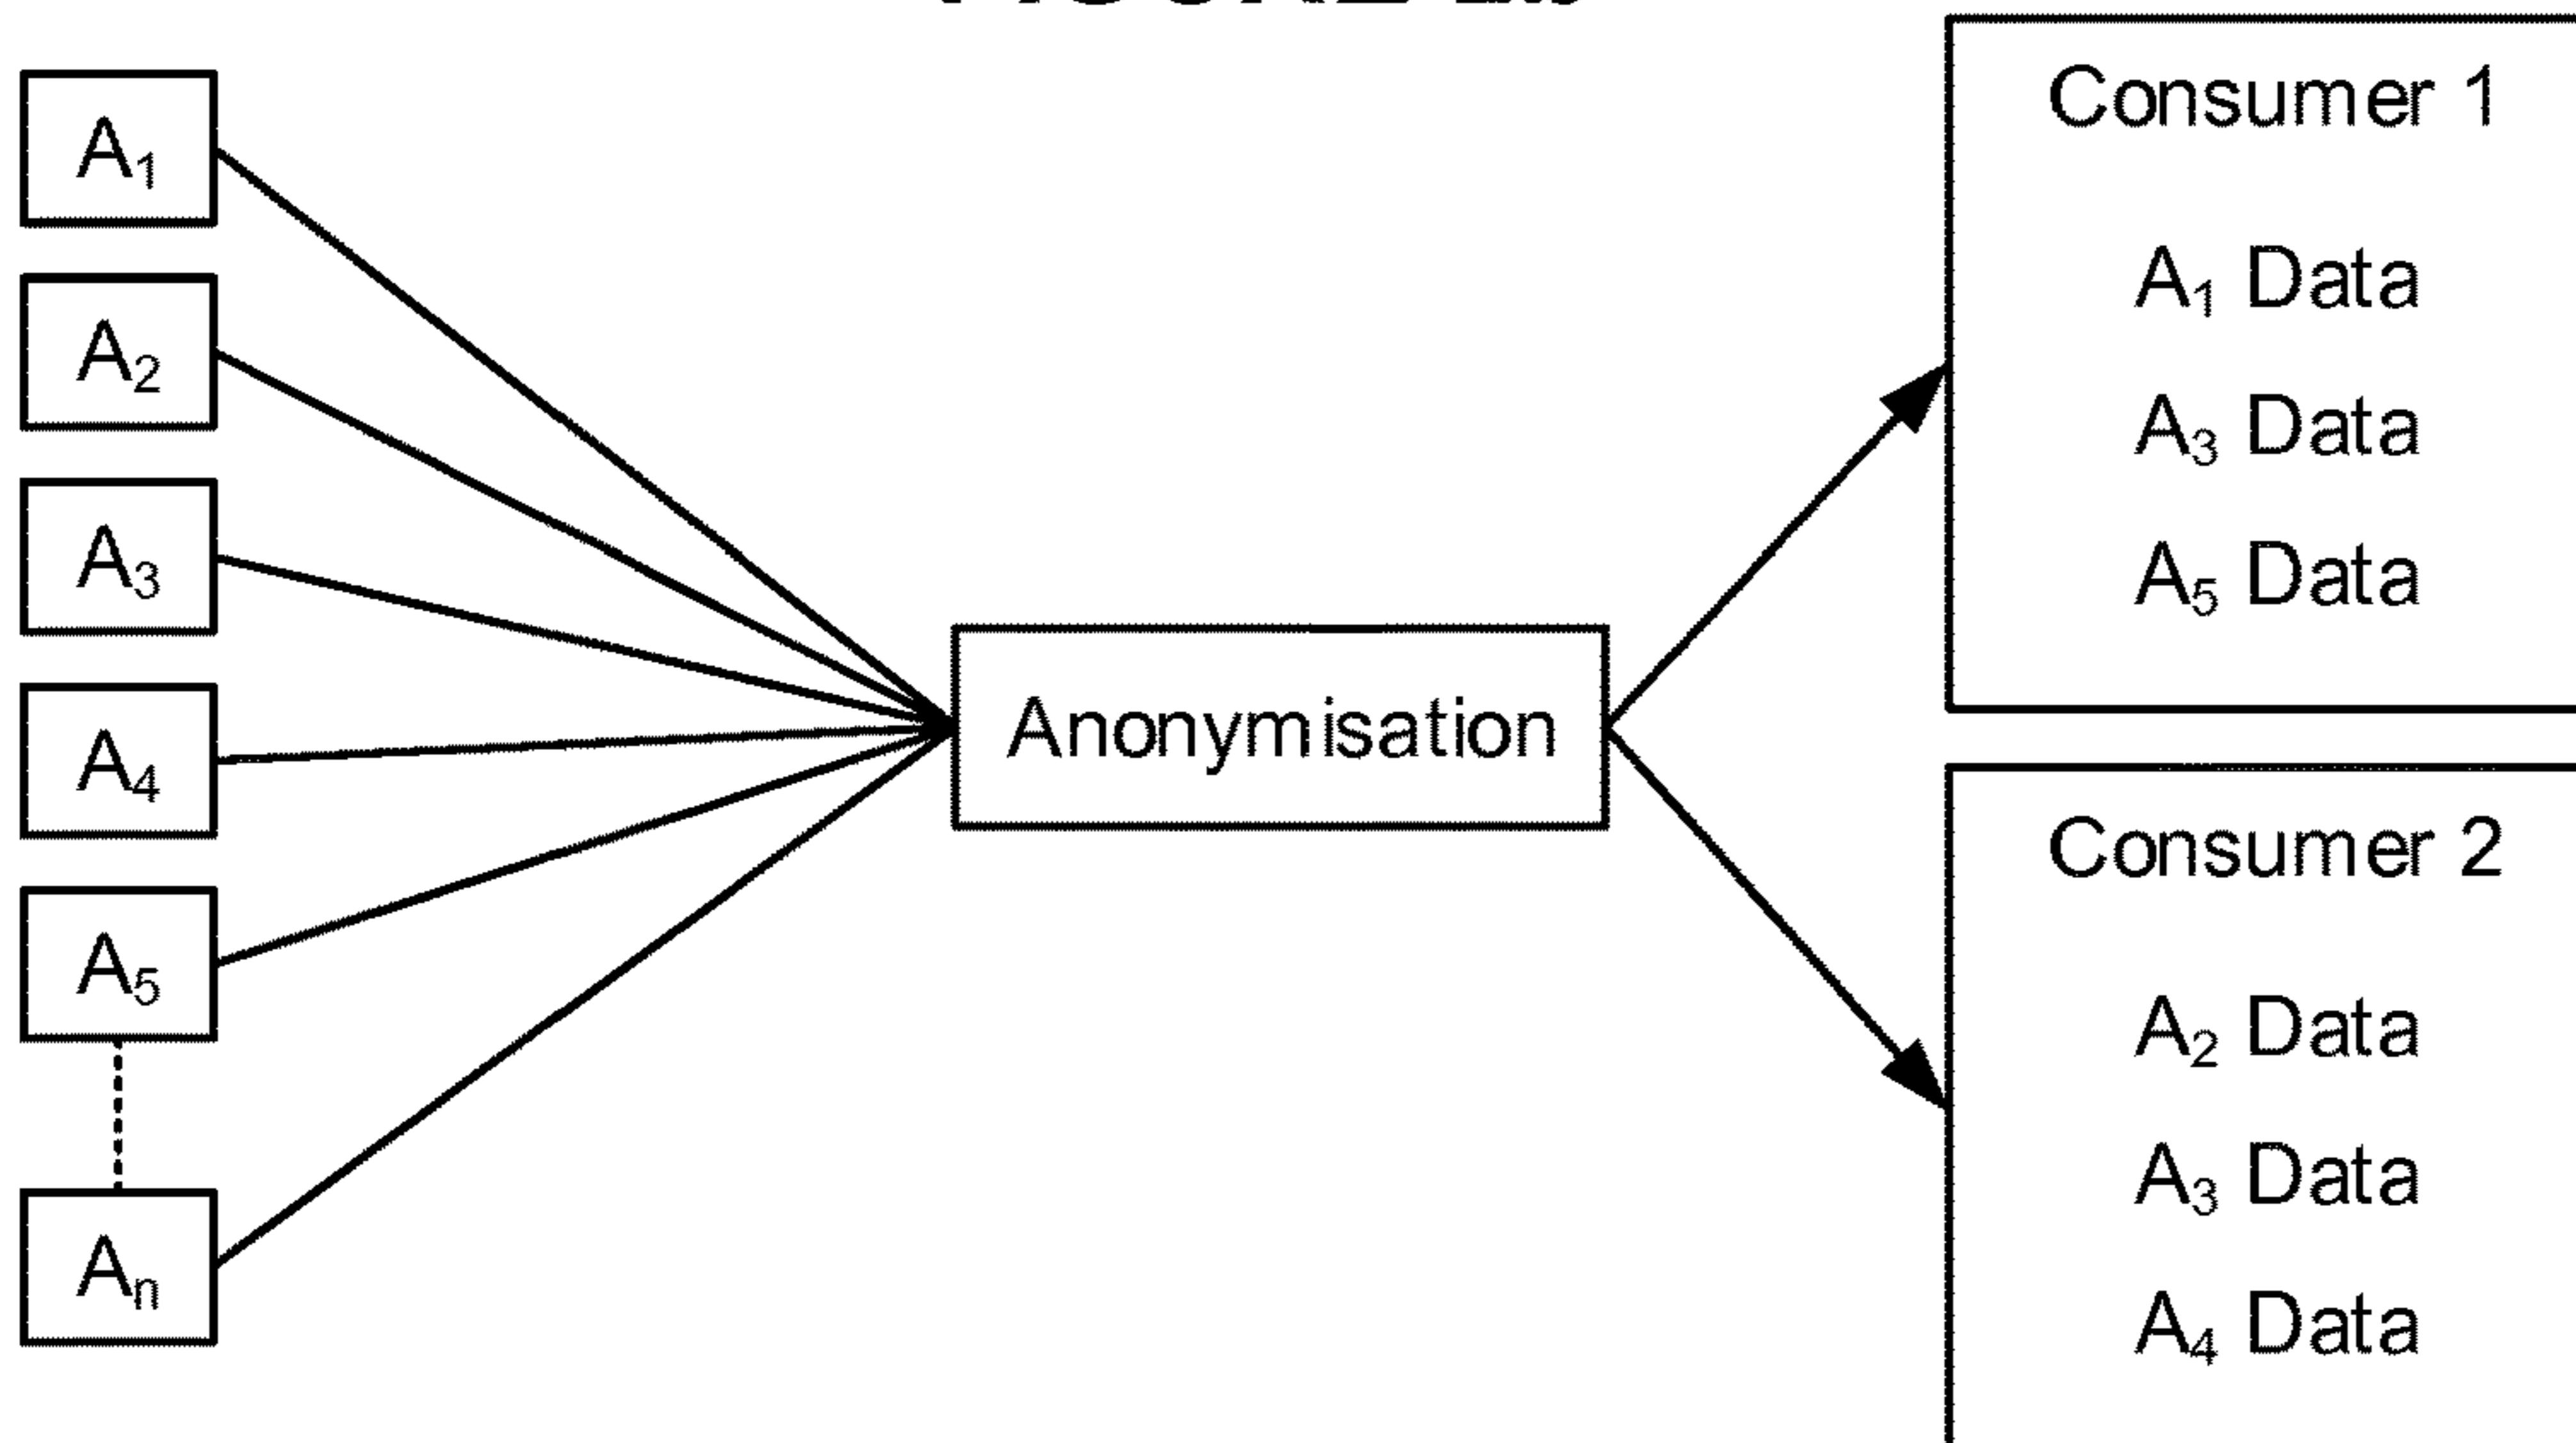 A₁
A₂
A₃
A₄
A₅
Aₙ
Anonymisation
Consumer 1
A₁ Data
A₃ Data
A₅ Data
Consumer 2
A₂ Data
A₃ Data
A₄ Data